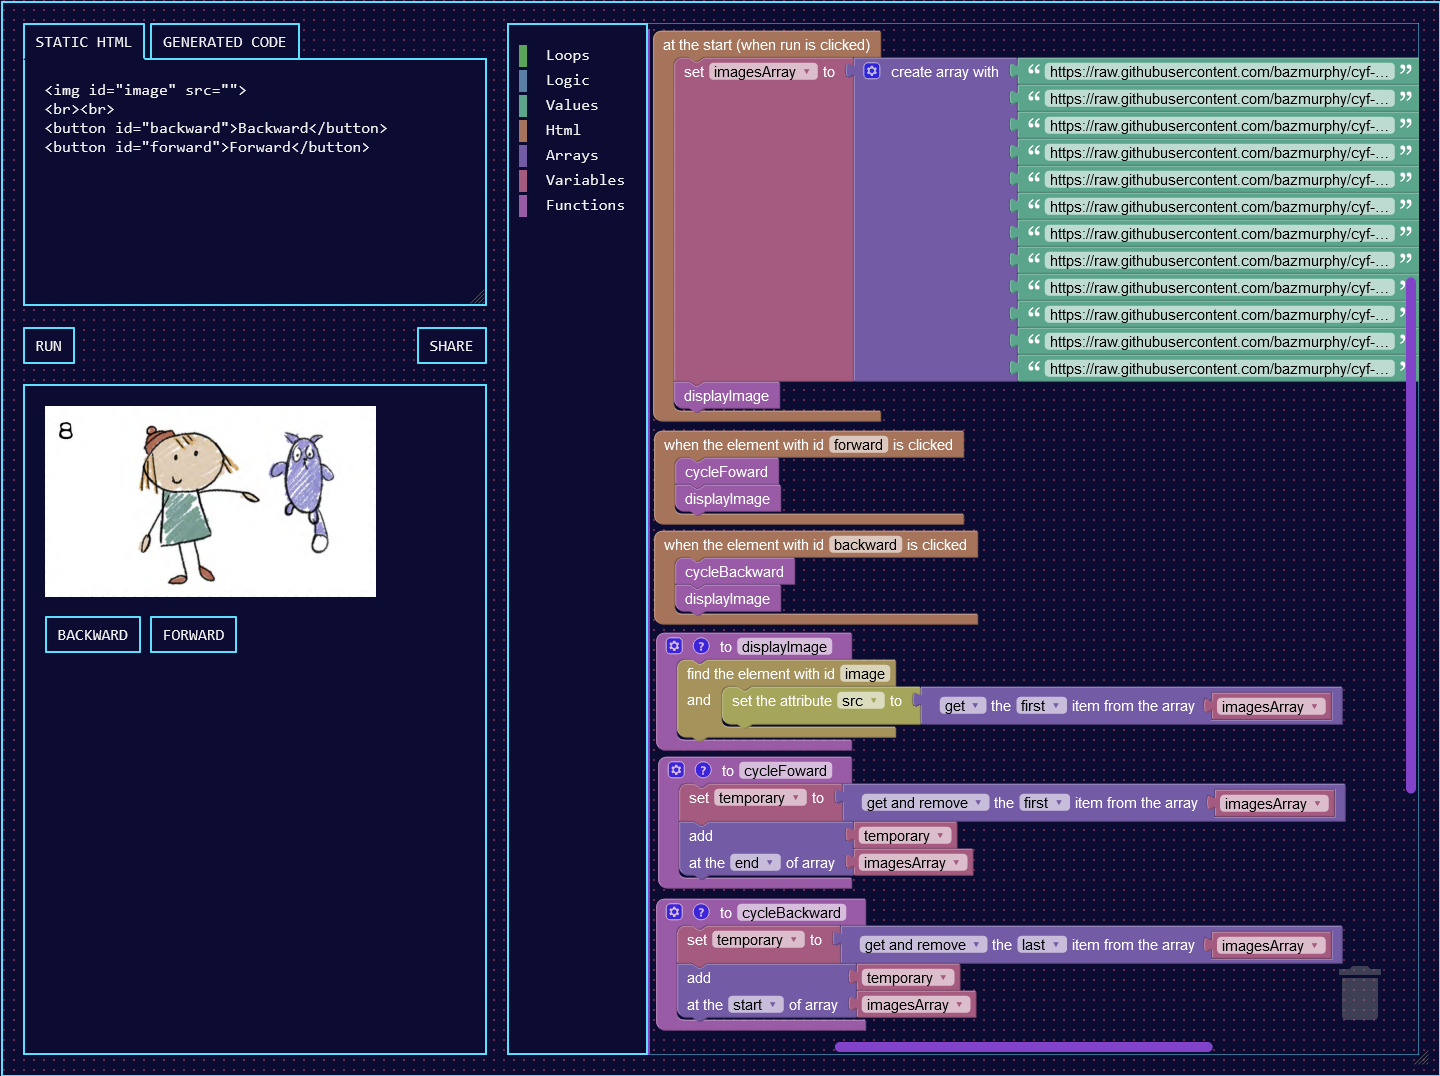 STATIC HTML
GENERATED CODE
<img id="image" src="">
<br><br>
<button id="backward">Backward</button>
<button id="forward">Forward</button>
RUN
SHARE
8
BACKWARD
FORWARD
Loops
Logic
Values
Html
Arrays
Variables
Functions
at the start (when run is clicked)
set imagesArray ▾ to create array with “ https://raw.githubusercontent.com/bazmurphy/cyf-... ”
“ https://raw.githubusercontent.com/bazmurphy/cyf-... ”
“ https://raw.githubusercontent.com/bazmurphy/cyf-... ”
“ https://raw.githubusercontent.com/bazmurphy/cyf-... ”
“ https://raw.githubusercontent.com/bazmurphy/cyf-... ”
“ https://raw.githubusercontent.com/bazmurphy/cyf-... ”
“ https://raw.githubusercontent.com/bazmurphy/cyf-... ”
“ https://raw.githubusercontent.com/bazmurphy/cyf-... ”
“ https://raw.githubusercontent.com/bazmurphy/cyf-... ”
“ https://raw.githubusercontent.com/bazmurphy/cyf-... ”
“ https://raw.githubusercontent.com/bazmurphy/cyf-... ”
“ https://raw.githubusercontent.com/bazmurphy/cyf-... ”
displayImage
when the element with id forward is clicked
cycleFoward
displayImage
when the element with id backward is clicked
cycleBackward
displayImage
? to displayImage
find the element with id image
and set the attribute src ▾ to get ▾ the first ▾ item from the array imagesArray ▾
? to cycleFoward
set temporary ▾ to get and remove ▾ the first ▾ item from the array imagesArray ▾
add temporary ▾
at the end ▾ of array imagesArray ▾
? to cycleBackward
set temporary ▾ to get and remove ▾ the last ▾ item from the array imagesArray ▾
add temporary ▾
at the start ▾ of array imagesArray ▾